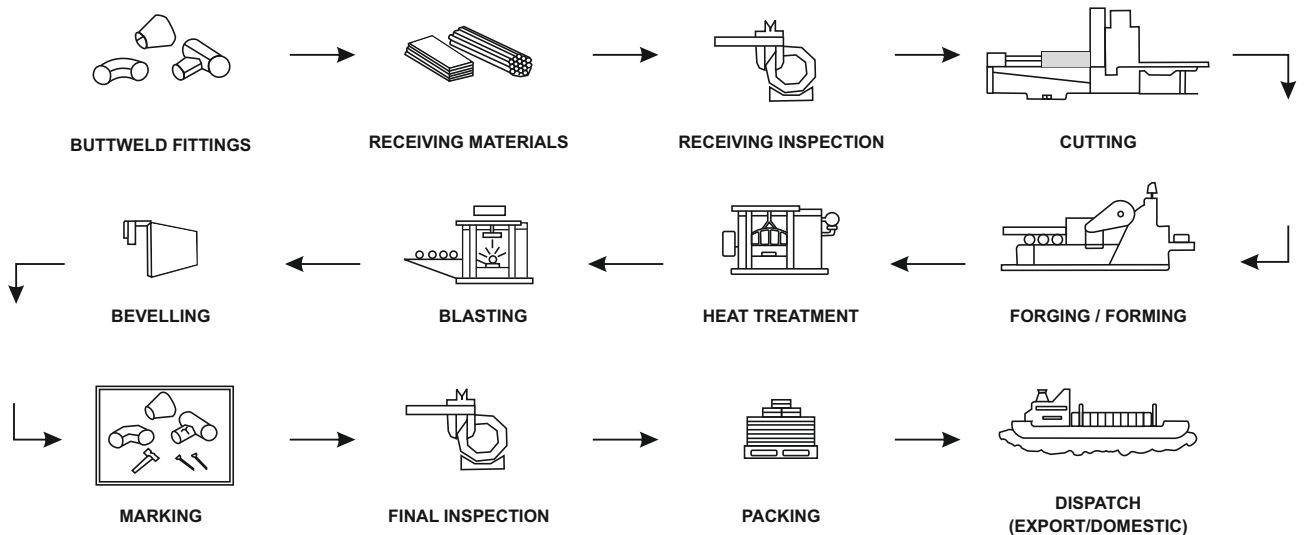 BUTTWELD FITTINGS
RECEIVING MATERIALS
RECEIVING INSPECTION
CUTTING
BEVELLING
BLASTING
HEAT TREATMENT
FORGING / FORMING
MARKING
FINAL INSPECTION
PACKING
DISPATCH
(EXPORT/DOMESTIC)